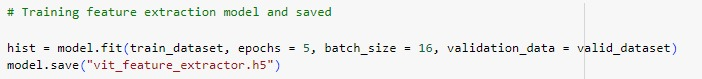 # Training feature extraction model and saved
hist = model.fit(train_dataset, epochs = 5, batch_size = 16, validation_data = valid_dataset)
model.save("vit_feature_extractor.h5")